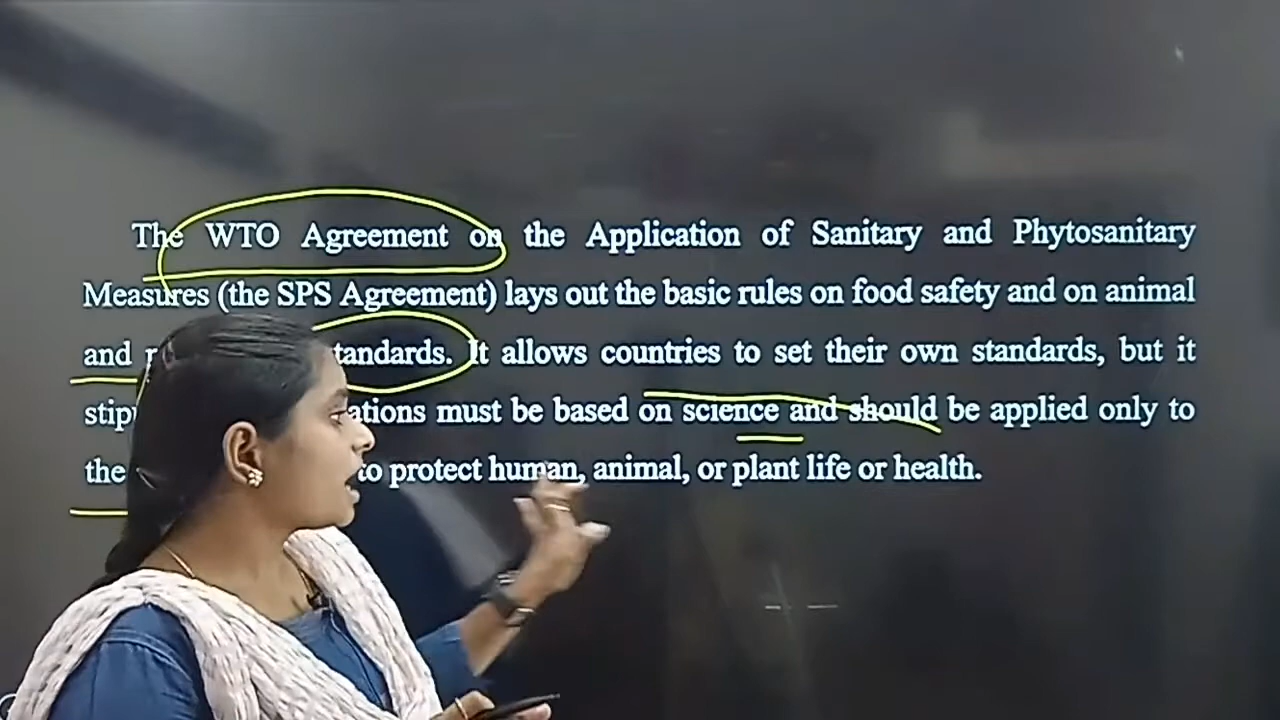 The WTO Agreement on the Application of Sanitary and Phytosanitary
Measures (the SPS Agreement) lays out the basic rules on food safety and on animal
and tandards. It allows countries to set their own standards, but it
stip ations must be based on science and should be applied only to
the to protect human, animal, or plant life or health.